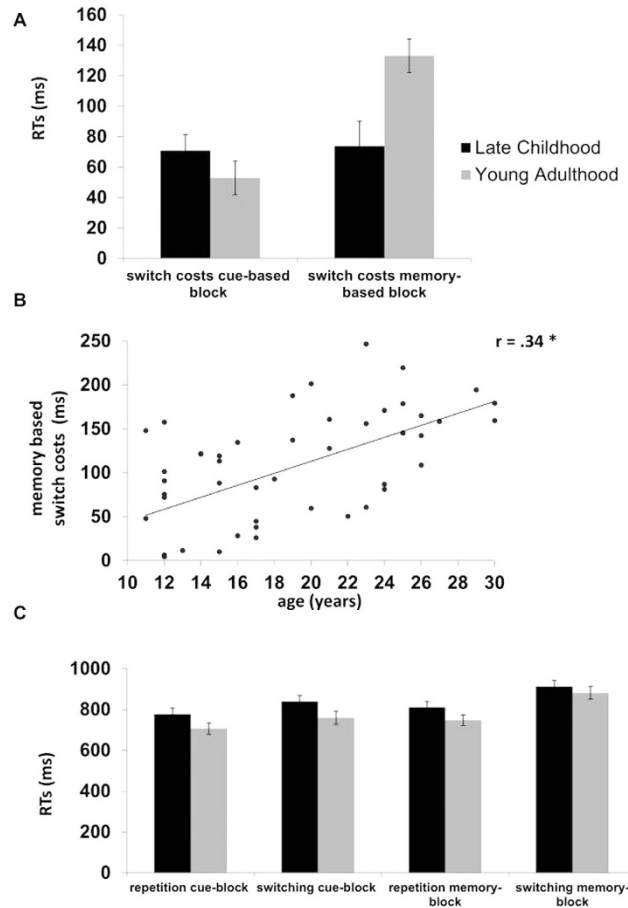 A
160
140
120
100
80
60
40
20
0
RTs (ms)
Late Childhood
Young Adulthood
switch costs cue-based
block
switch costs memory-
based block
B
r = .34 *
250
200
150
100
50
0
memory based
switch costs (ms)
10 12 14 16 18 20 22 24 26 28 30
age (years)
C
1000
800
600
400
200
0
RTs (ms)
repetition cue-block
switching cue-block
repetition memory-
block
switching memory-
block